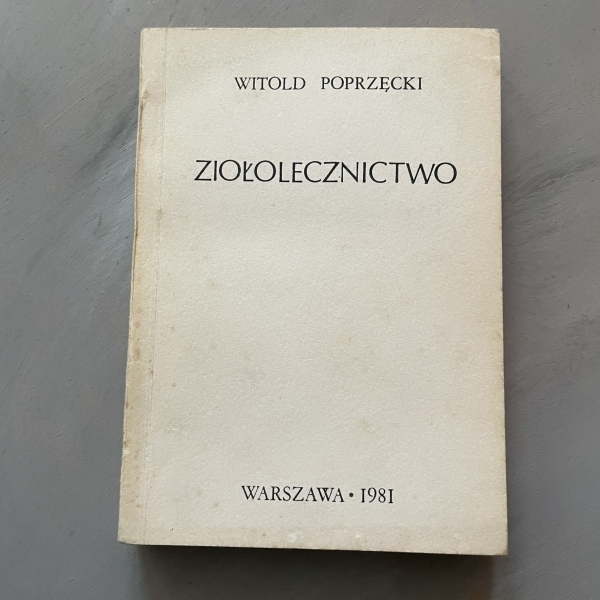 WITOLD POPRZĘCKI
ZIOŁOLECZNICTWO
WARSZAWA • 1981